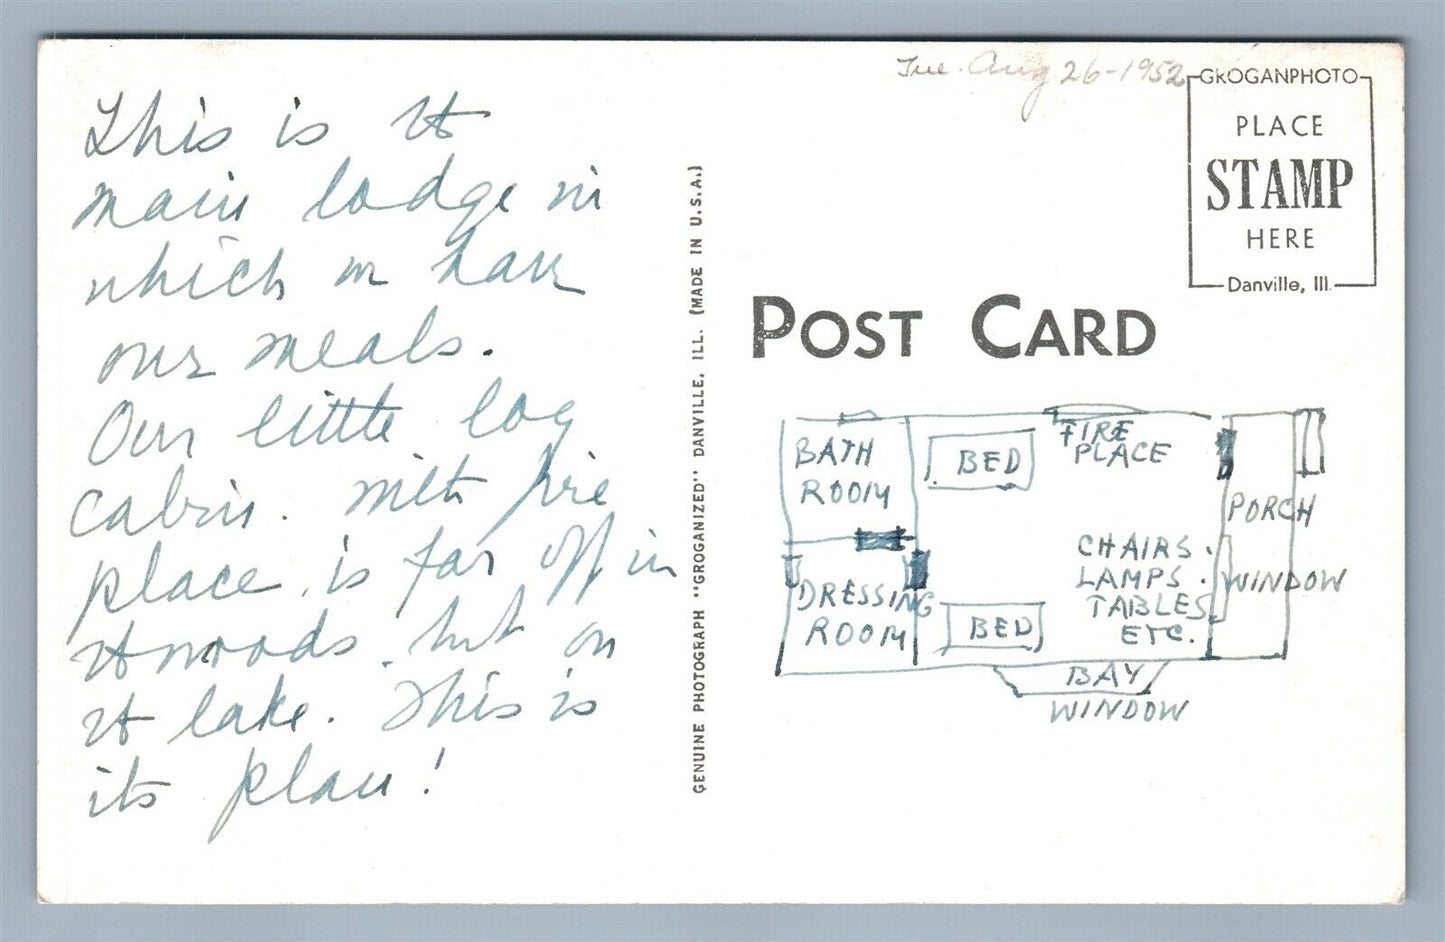 This is
main lodge in
which we have
our meals.
Our little log
cabin. with fire
place, is far off in
woods, but on
lake. This is
its plan!
GENUINE PHOTOGRAPH "GROGANIZED" DANVILLE, ILL. (MADE IN U.S.A.)
Tue. Aug 26-1952
GROGANPHOTO
PLACE
STAMP
HERE
Danville, Ill.
POST CARD
BATH
ROOM
BED
FIRE
PLACE
PORCH
DRESSING
ROOM
BED
CHAIRS.
LAMPS.
TABLES
ETC.
WINDOW
BAY
WINDOW